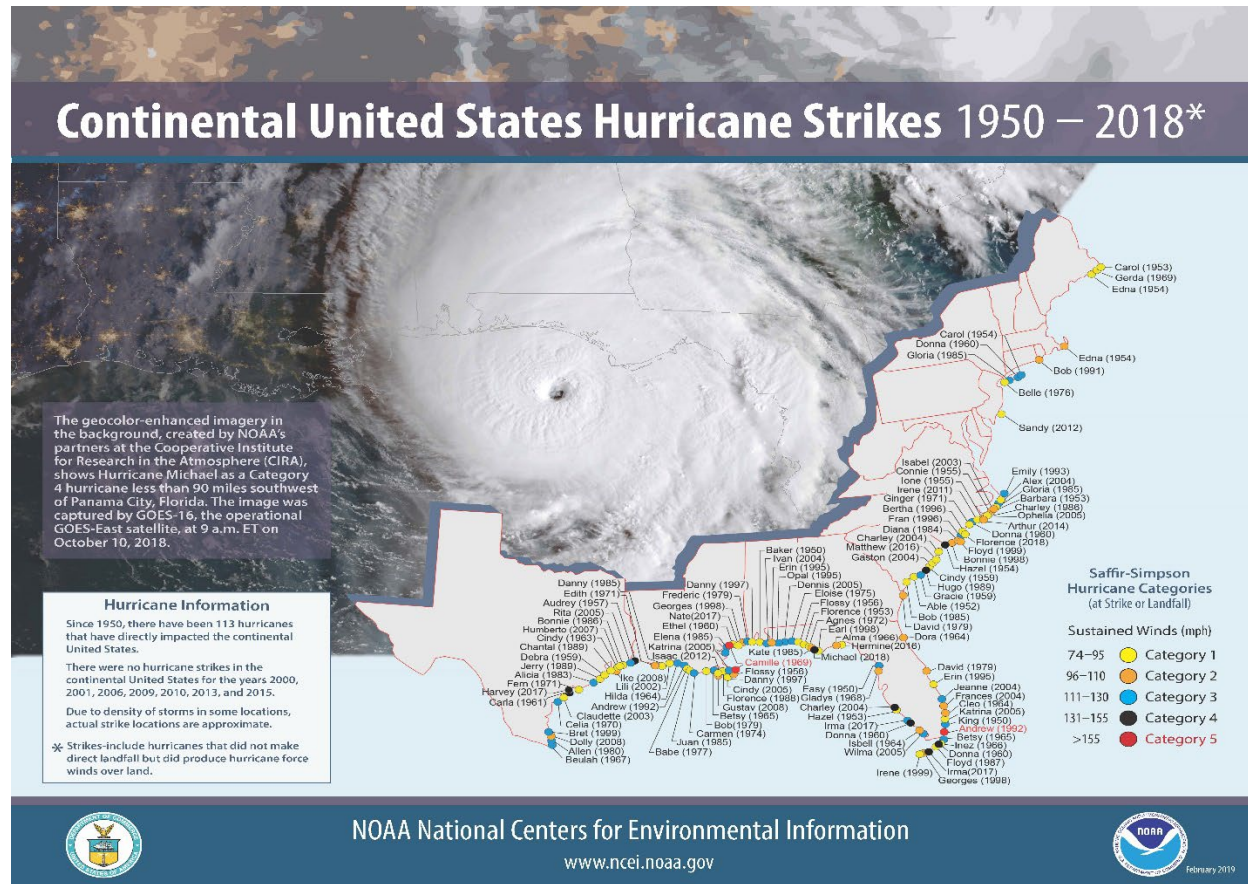 Continental United States Hurricane Strikes 1950 – 2018*
The geocolor-enhanced imagery in
the background, created by NOAA's
partners at the Cooperative Institute
for Research in the Atmosphere (CIRA),
shows Hurricane Michael as a Category
4 hurricane less than 90 miles southwest
of Panama City, Florida. The image was
captured by GOES-16, the operational
GOES-East satellite, at 9 a.m. ET on
October 10, 2018.
Hurricane Information
Since 1950, there have been 113 hurricanes
that have directly impacted the continental
United States.
There were no hurricane strikes in the
continental United States for the years 2000,
2001, 2006, 2009, 2010, 2013, and 2015.
Due to density of storms in some locations,
actual strike locations are approximate.
* Strikes-include hurricanes that did not make
direct landfall but did produce hurricane force
winds over land.
Carol (1953)
Gerda (1969)
Edna (1954)
Carol (1954)
Donna (1960)
Gloria (1985)
Edna (1954)
Bob (1991)
Belle (1976)
Sandy (2012)
Isabel (2003)
Connie (1955)
Ione (1955)
Irene (2011)
Ginger (1971)
Bertha (1996)
Fran (1996)
Diana (1984)
Charley (2004)
Matthew (2016)
Gaston (2004)
Emily (1993)
Alex (2004)
Gloria (1985)
Barbara (1953)
Charley (1986)
Ophelia (2005)
Arthur (2014)
Donna (1960)
Florence (2018)
Floyd (1999)
Bonnie (1998)
Hazel (1954)
Cindy (1959)
Hugo (1989)
Gracie (1959)
Able (1952)
Bob (1985)
David (1979)
Dora (1964)
Baker (1950)
Ivan (2004)
Erin (1995)
Opal (1995)
Dennis (2005)
Eloise (1975)
Flossy (1956)
Florence (1953)
Agnes (1972)
Earl (1998)
Alma (1966)
Hermine(2016)
Michael (2018)
Kate (1985)
Danny (1997)
Frederic (1979)
Georges (1998)
Nate(2017)
Ethel (1960)
Elena (1985)
Katrina (2005)
Isaac (2012)
Camille (1969)
Flossy (1956)
Danny (1997)
Cindy (2005)
Florence (1988)
Gustav (2008)
Betsy (1965)
Bob(1979)
Carmen (1974)
Juan (1985)
Babe (1977)
Andrew (1992)
Hilda (1964)
Lili (2002)
Ike (2008)
Danny (1985)
Edith (1971)
Audrey (1957)
Rita (2005)
Bonnie (1986)
Humberto (2007)
Cindy (1963)
Chantal (1989)
Debra (1959)
Jerry (1989)
Alicia (1983)
Fern (1971)
Harvey (2017)
Carla (1961)
Claudette (2003)
Celia (1970)
Bret (1999)
Dolly (2008)
Allen (1980)
Beulah (1967)
Easy (1950)
Gladys (1968)
Charley (2004)
Hazel (1953)
Irma (2017)
Donna (1960)
Isbell (1964)
Wilma (2005)
Irene (1999)
David (1979)
Erin (1995)
Jeanne (2004)
Frances (2004)
Cleo (1964)
Katrina (2005)
King (1950)
Andrew (1992)
Betsy (1965)
Inez (1966)
Donna (1960)
Floyd (1987)
Irma(2017)
Georges (1998)
Saffir-Simpson
Hurricane Categories
(at Strike or Landfall)
Sustained Winds (mph)
74–95 Category 1
96–110 Category 2
111–130 Category 3
131–155 Category 4
>155 Category 5
NOAA National Centers for Environmental Information
www.ncei.noaa.gov
NOAA
February 2019